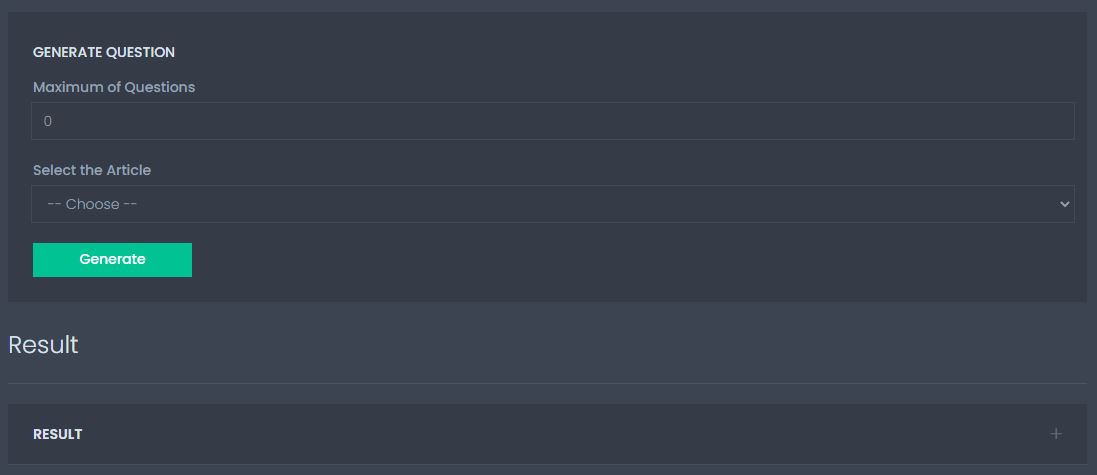 GENERATE QUESTION
Maximum of Questions
0
Select the Article
-- Choose --
Generate
Result
RESULT
+